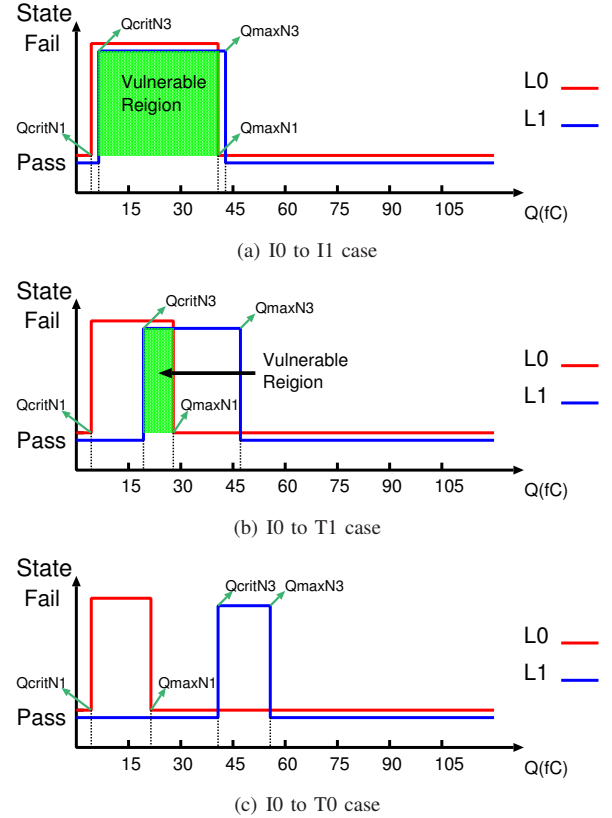 State
Fail
QcritN3
QmaxN3
Vulnerable
Reigion
L0
L1
QcritN1
QmaxN1
Pass
15 30 45 60 75 90 105 Q(fC)
(a) I0 to I1 case
State
Fail
QcritN3
QmaxN3
Vulnerable
Reigion
L0
L1
QcritN1
QmaxN1
Pass
15 30 45 60 75 90 105 Q(fC)
(b) I0 to T1 case
State
Fail
QcritN3 QmaxN3
L0
L1
QcritN1
QmaxN1
Pass
15 30 45 60 75 90 105 Q(fC)
(c) I0 to T0 case